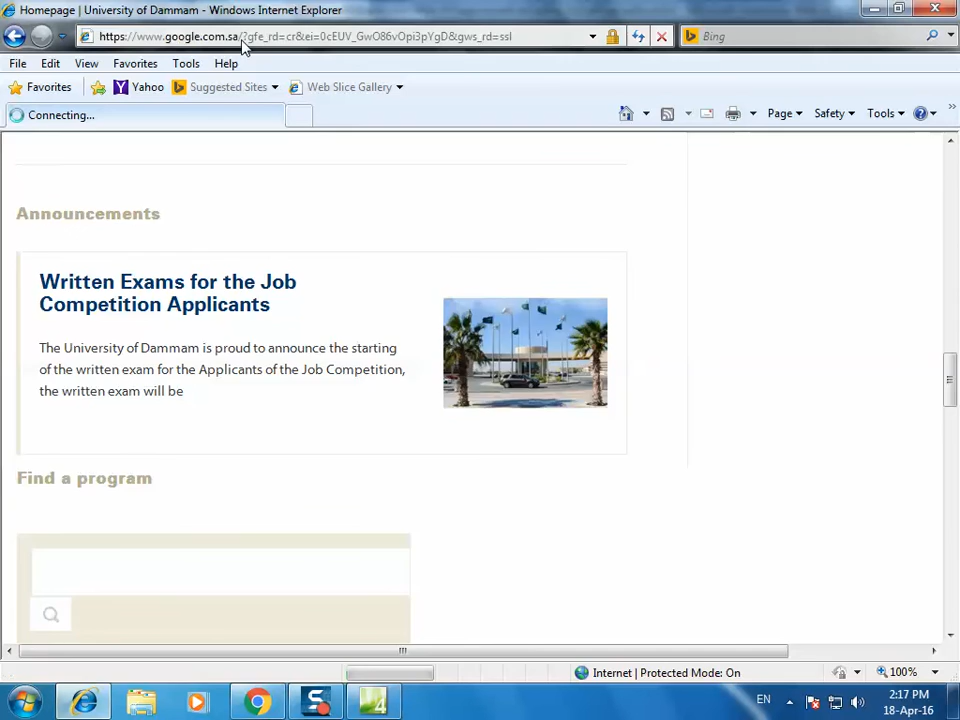 Homepage | University of Dammam - Windows Internet Explorer
https://www.google.com.sa/?gfe_rd=cr&ei=0cEUV_GwO86vOpi3pYgD&gws_rd=ssl
Bing
File Edit View Favorites Tools Help
Favorites Yahoo Suggested Sites Web Slice Gallery
Connecting...
Page Safety Tools
Announcements
Written Exams for the Job
Competition Applicants
The University of Dammam is proud to announce the starting
of the written exam for the Applicants of the Job Competition,
the written exam will be
Find a program
Internet | Protected Mode: On
100%
EN
2:17 PM
18-Apr-16